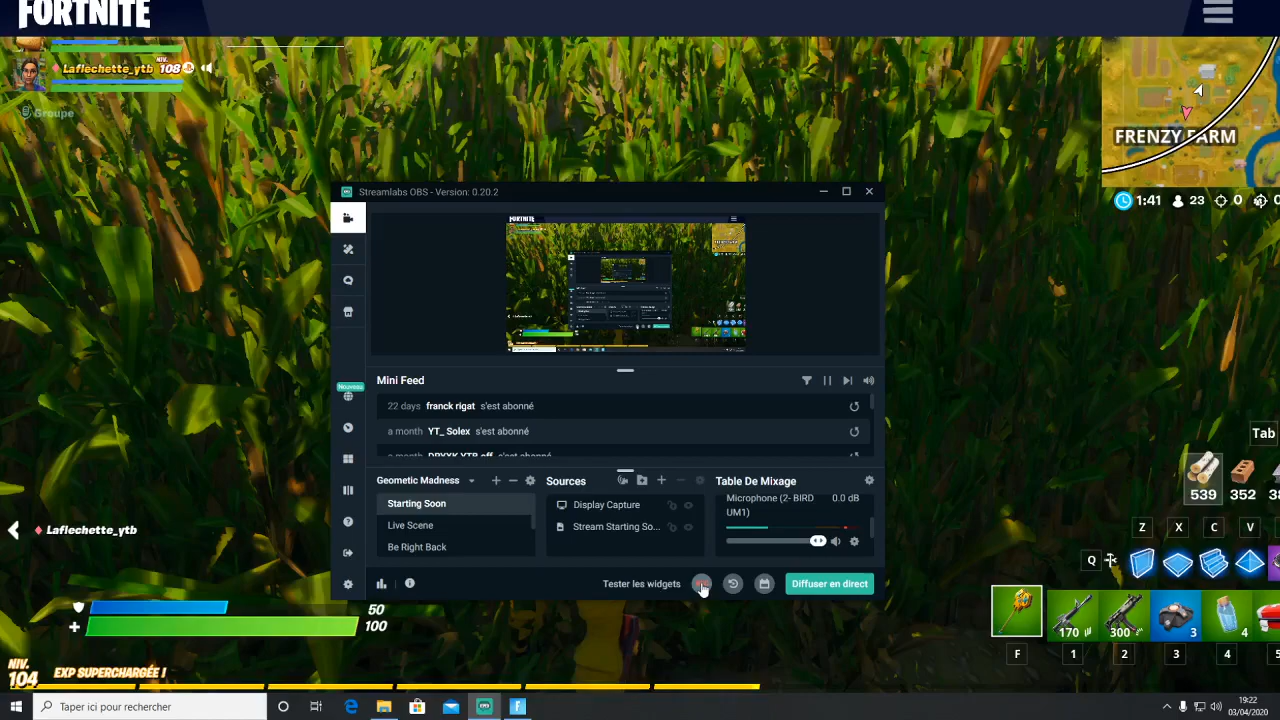 FORTNITE
Laflechette_ytb NIV. 108
Groupe
FRENZY FARM
1:41 23 0
Streamlabs OBS - Version: 0.20.2
Nouveau
Mini Feed
22 days franck rigat s'est abonné
a month YT_ Solex s'est abonné
Geometic Madness
Sources
Table De Mixage
Starting Soon
Live Scene
Be Right Back
Display Capture
Stream Starting So...
Microphone (2- BIRD UM1) 0.0 dB
Tester les widgets
Diffuser en direct
Tab
539 352
Z X C V
Q
Laflechette_ytb
50
100
170 300 3 4
F 1 2 3 4 5
NIV. 104
EXP SUPERCHARGÉE !
Taper ici pour rechercher
19:22
03/04/2020